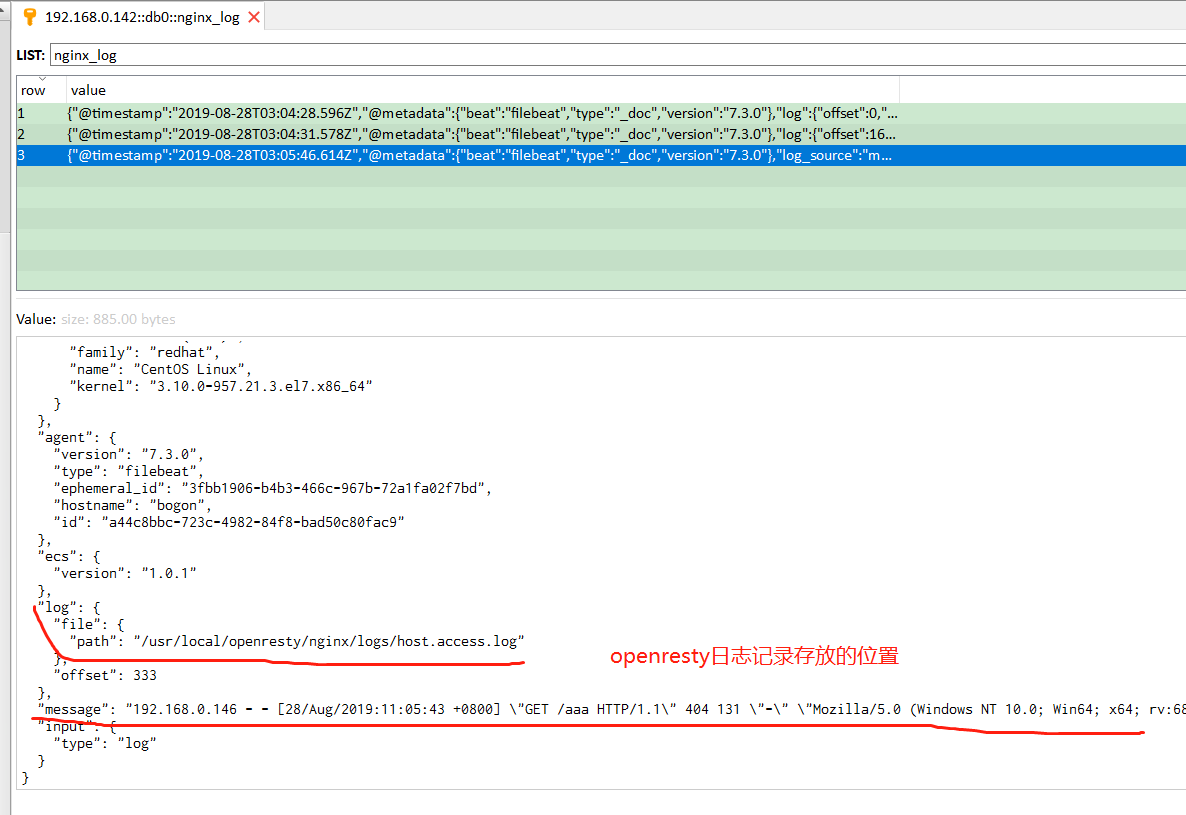 192.168.0.142::db0::nginx_log
LIST: nginx_log
row value
1 {"@timestamp":"2019-08-28T03:04:28.596Z","@metadata":{"beat":"filebeat","type":"_doc","version":"7.3.0"},"log":{"offset":0,"...
2 {"@timestamp":"2019-08-28T03:04:31.578Z","@metadata":{"beat":"filebeat","type":"_doc","version":"7.3.0"},"log":{"offset":16...
3 {"@timestamp":"2019-08-28T03:05:46.614Z","@metadata":{"beat":"filebeat","type":"_doc","version":"7.3.0"},"log_source":"m...
Value: size: 885.00 bytes
"family": "redhat",
"name": "CentOS Linux",
"kernel": "3.10.0-957.21.3.el7.x86_64"
}
},
"agent": {
"version": "7.3.0",
"type": "filebeat",
"ephemeral_id": "3fbb1906-b4b3-466c-967b-72a1fa02f7bd",
"hostname": "bogon",
"id": "a44c8bbc-723c-4982-84f8-bad50c80fac9"
},
"ecs": {
"version": "1.0.1"
},
"log": {
"file": {
"path": "/usr/local/openresty/nginx/logs/host.access.log"
},
openresty日志记录存放的位置
"offset": 333
},
"message": "192.168.0.146 - - [28/Aug/2019:11:05:43 +0800] \"GET /aaa HTTP/1.1\" 404 131 \"-\" \"Mozilla/5.0 (Windows NT 10.0; Win64; x64; rv:68
"input": {
"type": "log"
}
}